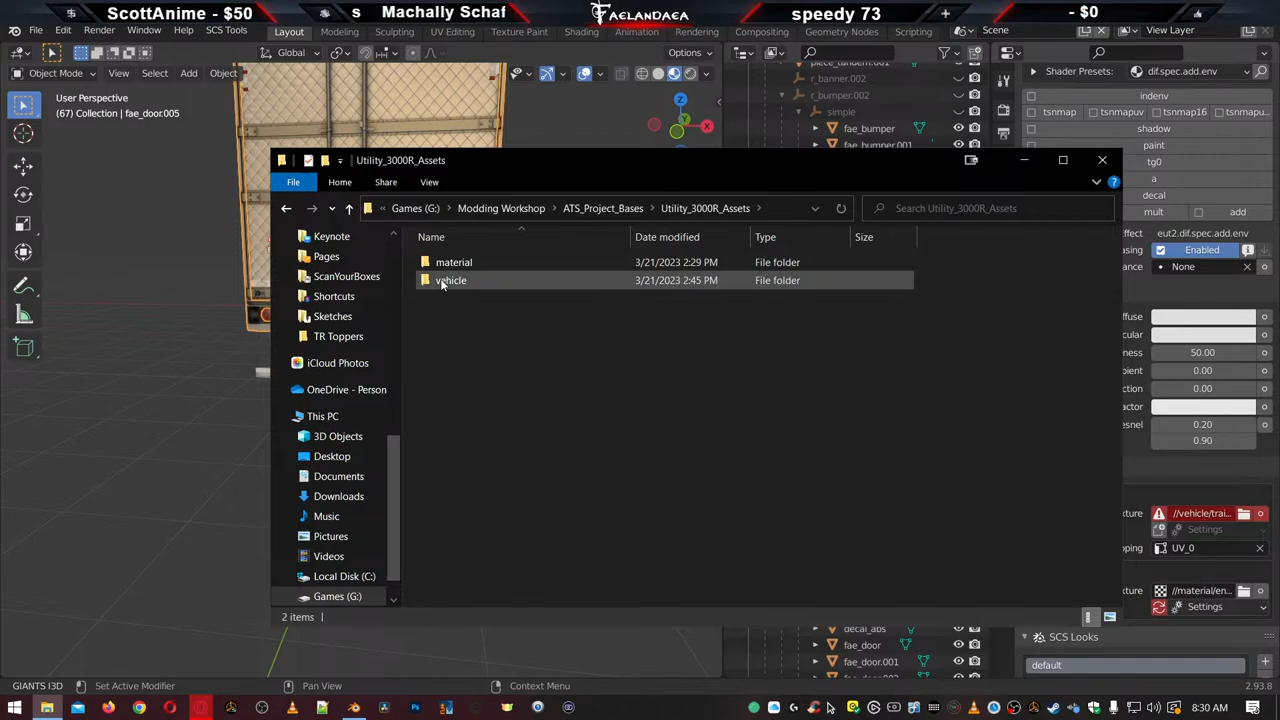 ScottAnime - $50
s Machally Schaf
FAELANDAEA
speedy 73
- $0
File Render Window Help SCS Tools
Layout Modeling Sculpting UV Editing Texture Paint Shading Animation Rendering Compositing Geometry Nodes Scripting
Scene
View Layer
Global
Options
Object Mode View Select Add Object
User Perspective
(67) Collection | fae_door.005
Z
Y
X
piece_tandem.001
r_banner.002
r_bumper.002
simple
fae_bumper
fae_bumper.001
Shader Presets: dif.spec.add.env
indenv
tsnmap tsnmapuv tsnmap16 tsnmapu...
shadow
paint
tg0
a
decal
mult add
eut2.dif.spec.add.env
Enabled
None
Utility_3000R_Assets
File Home Share View
« Games (G:) > Modding Workshop > ATS_Project_Bases > Utility_3000R_Assets >
Search Utility_3000R_Assets
Name Date modified Type Size
material 3/21/2023 2:29 PM File folder
vehicle 3/21/2023 2:45 PM File folder
Keynote
Pages
ScanYourBoxes
Shortcuts
Sketches
TR Toppers
iCloud Photos
OneDrive - Person
This PC
3D Objects
Desktop
Documents
Downloads
Music
Pictures
Videos
Local Disk (C:)
Games (G:)
2 items
50.00
0.00
0.00
0.20
0.90
//vehicle/trai...
Settings
UV_0
//material/en...
Settings
decal_abs
fae_door
fae_door.001
SCS Looks
default
GIANTS I3D Set Active Modifier Pan View Context Menu
2.93.8
8:30 AM